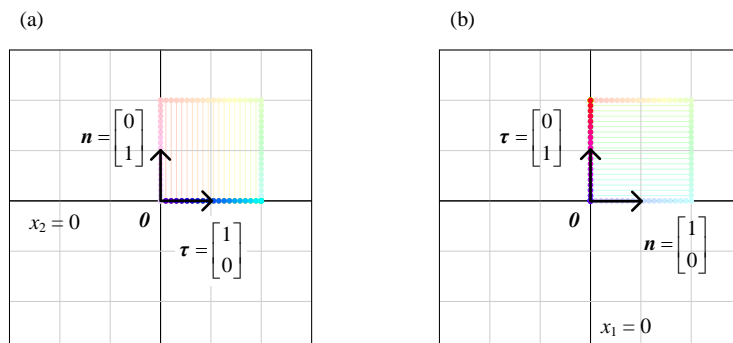 (a)
n = [0 1]
x₂ = 0
0
τ = [1 0]
(b)
τ = [0 1]
0
n = [1 0]
x₁ = 0